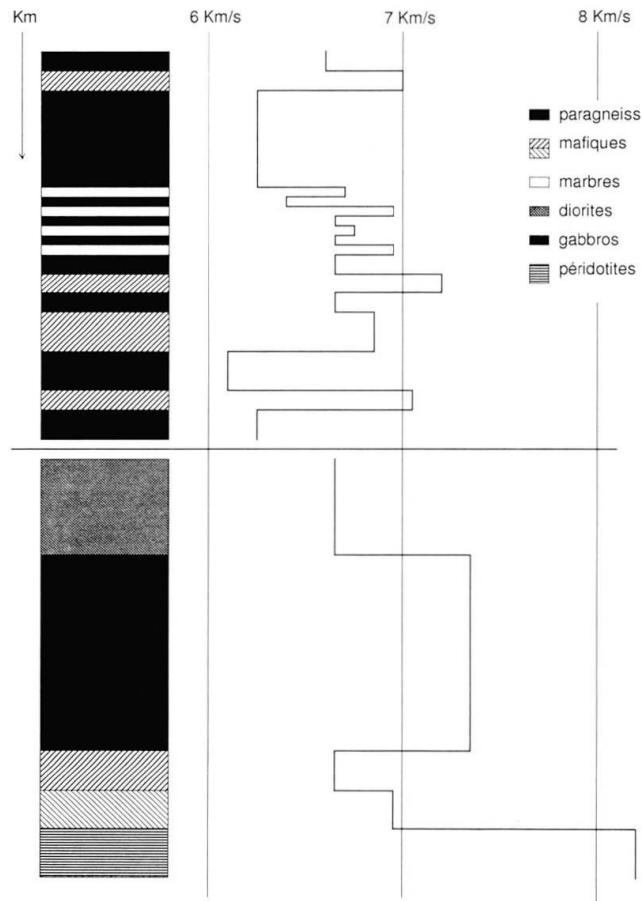 Km
6 Km/s
7 Km/s
8 Km/s
paragneiss
mafiques
marbres
diorites
gabbros
péridotites